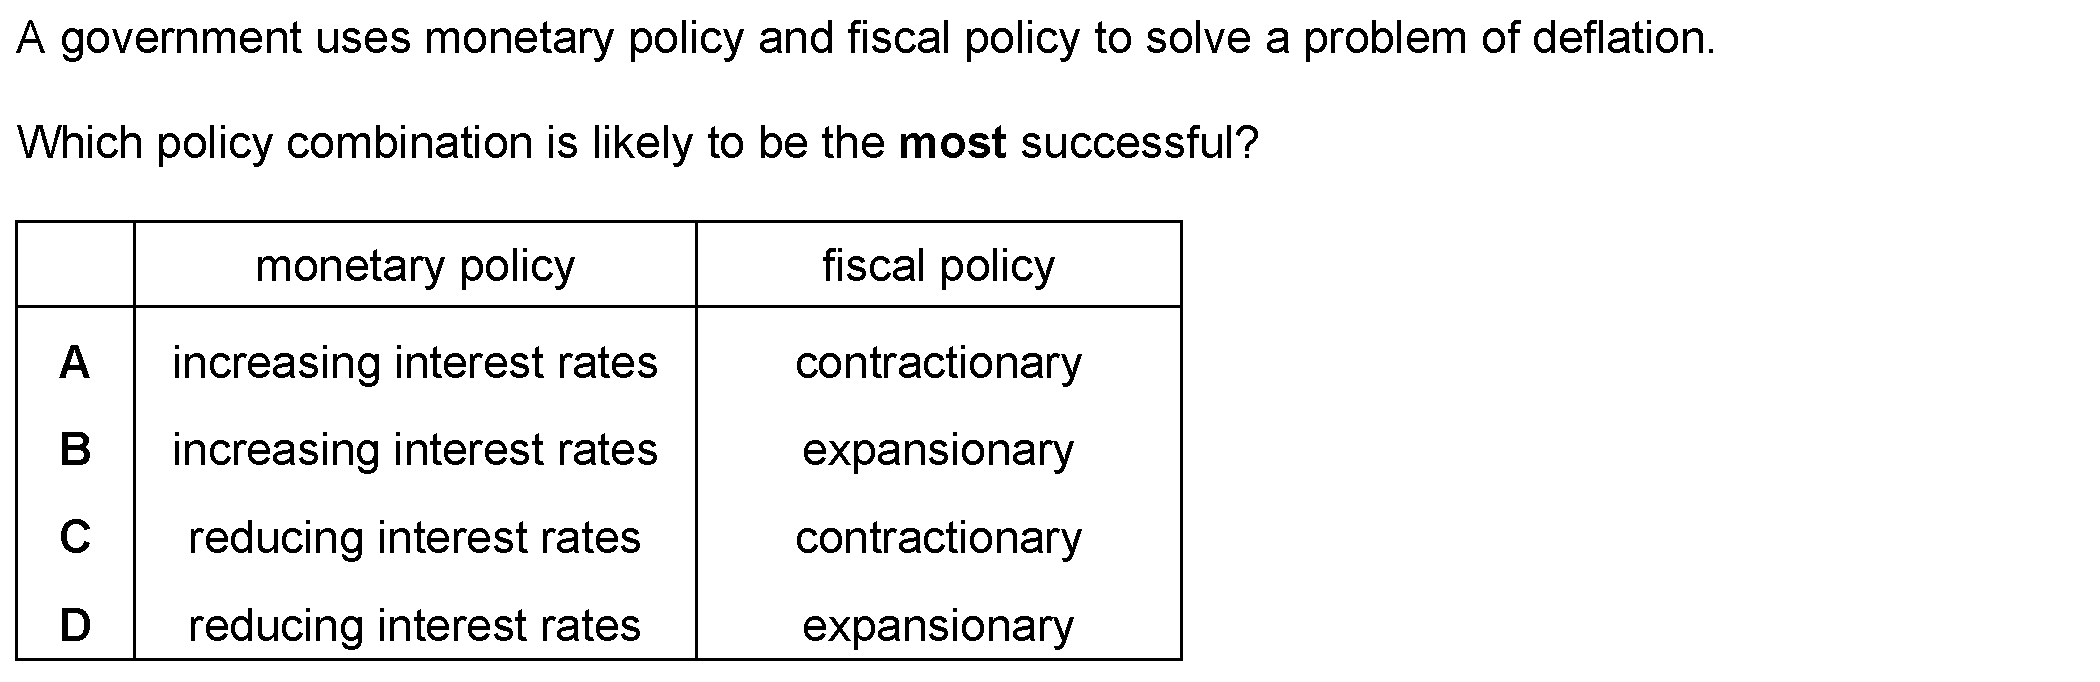 A government uses monetary policy and fiscal policy to solve a problem of deflation.
Which policy combination is likely to be the most successful?
monetary policy fiscal policy
A increasing interest rates contractionary
B increasing interest rates expansionary
C reducing interest rates contractionary
D reducing interest rates expansionary